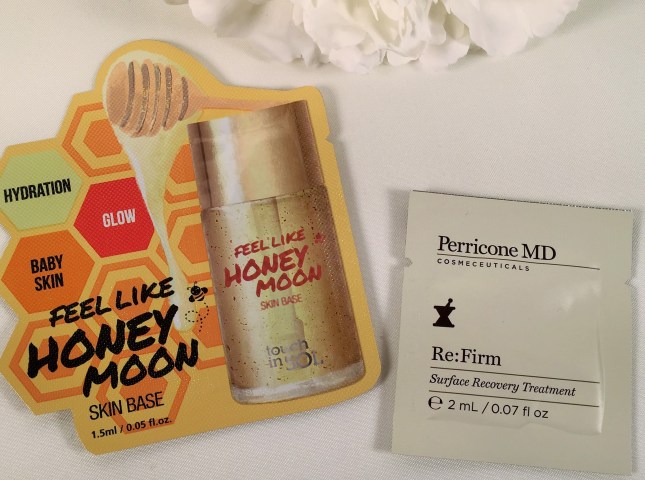 HYDRATION
GLOW
BABY
SKIN
FEEL LIKE
HONEY
MOON
SKIN BASE
1.5ml / 0.05 fl.oz.
FEEL LIKE
HONEY
MOON
SKIN BASE
touch
in SOL
Perricone MD
COSMECEUTICALS
Re:Firm
Surface Recovery Treatment
℮ 2 mL / 0.07 fl oz